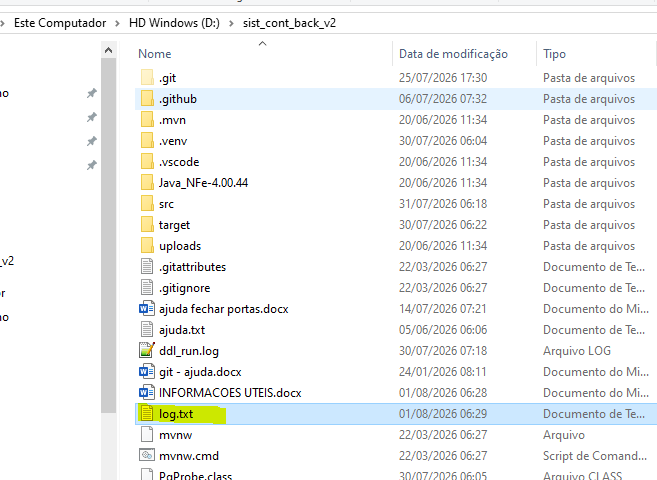 Este Computador > HD Windows (D:) > sist_cont_back_v2
Nome Data de modificação Tipo
.git 25/07/2026 17:30 Pasta de arquivos
.github 06/07/2026 07:32 Pasta de arquivos
.mvn 20/06/2026 11:34 Pasta de arquivos
.venv 30/07/2026 06:04 Pasta de arquivos
.vscode 20/06/2026 11:34 Pasta de arquivos
Java_NFe-4.00.44 20/06/2026 11:34 Pasta de arquivos
src 31/07/2026 06:18 Pasta de arquivos
target 30/07/2026 06:22 Pasta de arquivos
uploads 20/06/2026 11:34 Pasta de arquivos
_v2
.gitattributes 22/03/2026 06:27 Documento de Te...
.gitignore 22/03/2026 06:27 Documento de Te...
ajuda fechar portas.docx 14/07/2026 07:21 Documento do Mi...
ajuda.txt 05/06/2026 06:06 Documento de Te...
ddl_run.log 30/07/2026 07:18 Arquivo LOG
git - ajuda.docx 24/01/2026 08:11 Documento do Mi...
INFORMACOES UTEIS.docx 01/08/2026 06:28 Documento do Mi...
log.txt 01/08/2026 06:29 Documento de Te...
mvnw 22/03/2026 06:27 Arquivo
mvnw.cmd 22/03/2026 06:27 Script de Comand...
PgProbe.class 30/07/2026 06:05 Arquivo CLASS